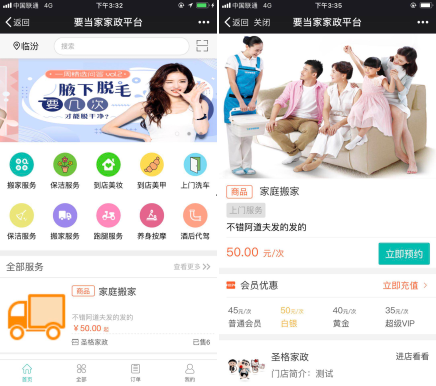 中国联通 4G 下午3:32
返回 要当家家政平台
临汾 搜索
一周精选问答 vol.2
腋下脱毛
要几次
才能脱干净?
搬家服务 保洁服务 到店美妆 到店美甲 上门洗车
保洁服务 搬家服务 跑腿服务 养身按摩 酒后代驾
全部服务 查看更多
商品 家庭搬家
不错阿道夫发的发的
¥50.00 起
圣格家政 已售6
首页 全部 订单 我的
中国联通 4G 下午3:35
返回 关闭 要当家家政平台
商品 家庭搬家
上门服务
不错阿道夫发的发的
50.00 元/次 立即预约
会员优惠 立即充值
45元/次 50元/次 40元/次 35元/次
普通会员 白银 黄金 超级VIP
圣格家政 进店看看
门店简介: 测试